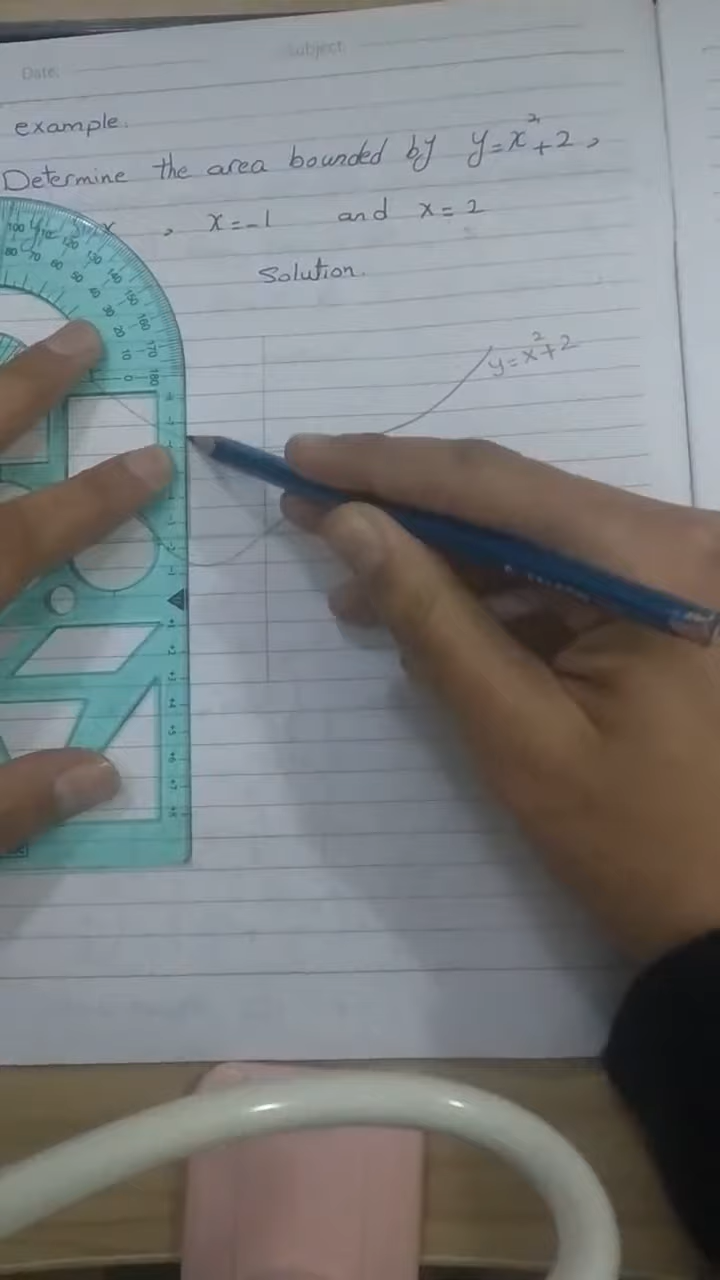 Date:
Subject:
example.
Determine the area bounded by y=x²+2,
x , x=-1 and x=2
Solution.
y=x²+2